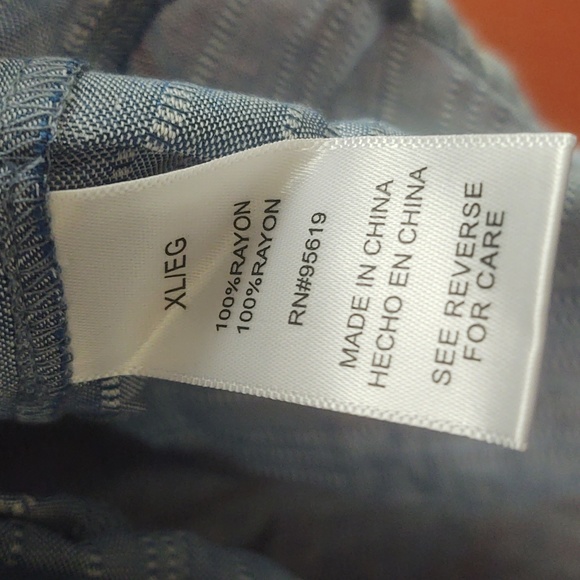 XL/EG
100%RAYON
100%RAYON
RN#95619
MADE IN CHINA
HECHO EN CHINA
SEE REVERSE
FOR CARE